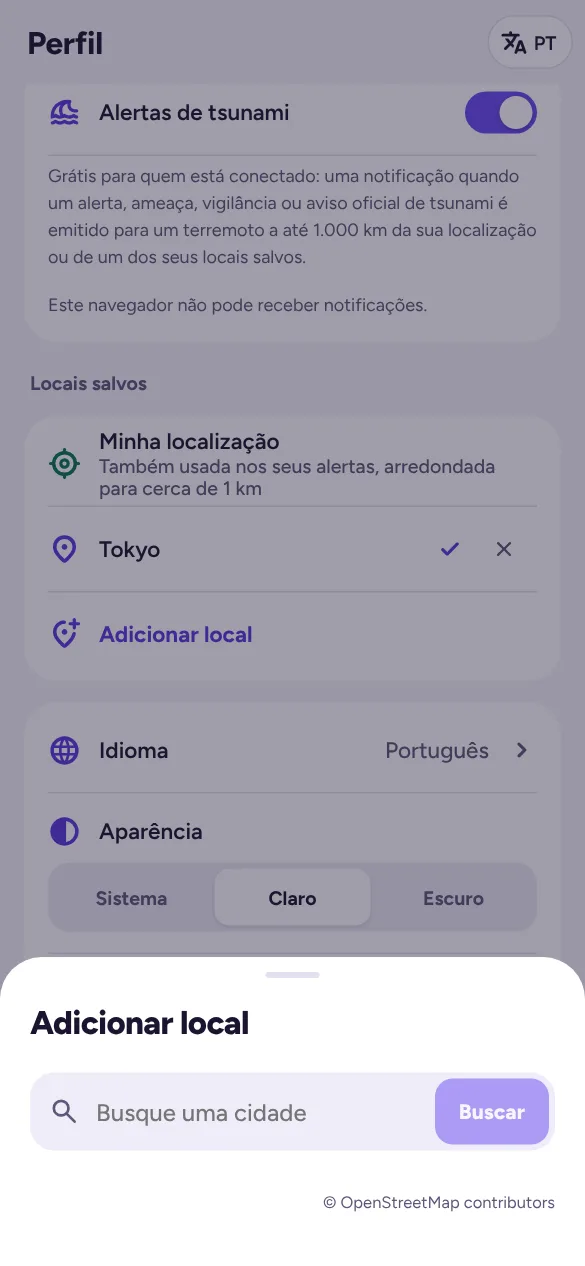 Perfil
PT
Alertas de tsunami
Grátis para quem está conectado: uma notificação quando
um alerta, ameaça, vigilância ou aviso oficial de tsunami é
emitido para um terremoto a até 1.000 km da sua localização
ou de um dos seus locais salvos.
Este navegador não pode receber notificações.
Locais salvos
Minha localização
Também usada nos seus alertas, arredondada
para cerca de 1 km
Tokyo
Adicionar local
Idioma
Português
Aparência
Sistema
Claro
Escuro
Adicionar local
Busque uma cidade
Buscar
© OpenStreetMap contributors